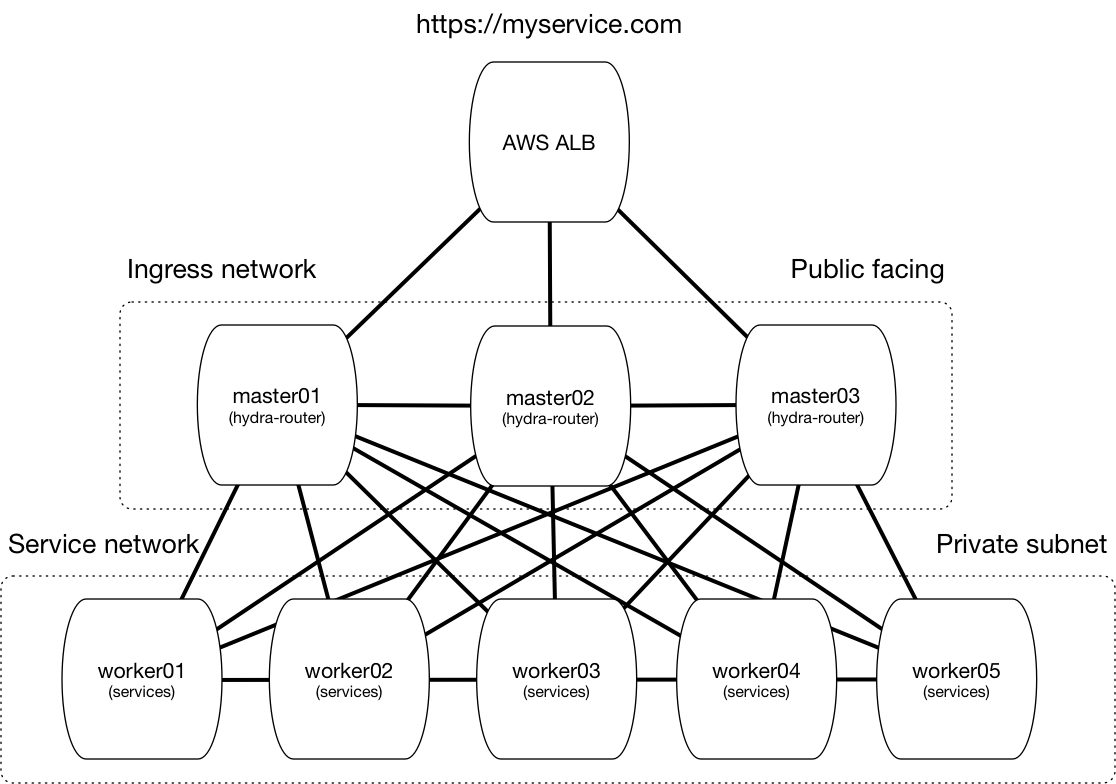 https://myservice.com
AWS ALB
Ingress network
Public facing
master01
(hydra-router)
master02
(hydra-router)
master03
(hydra-router)
Service network
Private subnet
worker01
(services)
worker02
(services)
worker03
(services)
worker04
(services)
worker05
(services)